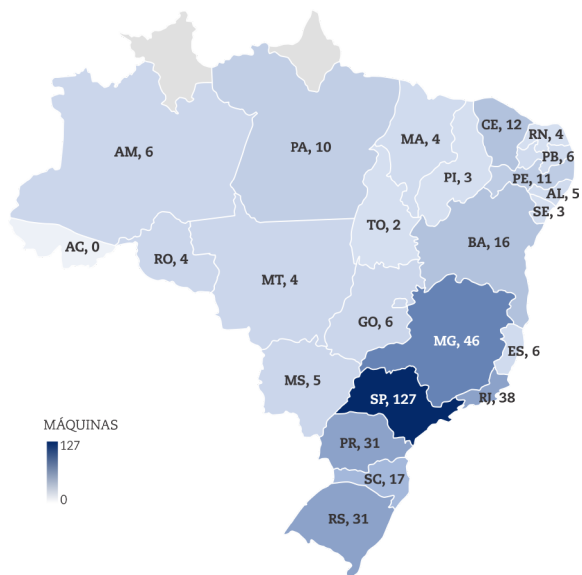 CE, 12
RN, 4
MA, 4
PA, 10
AM, 6
PB, 6
PI, 3
PE, 11
AL, 5
SE, 3
TO, 2
BA, 16
AC, 0
RO, 4
MT, 4
GO, 6
MG, 46
ES, 6
MS, 5
SP, 127
RJ, 38
MÁQUINAS
127
0
PR, 31
SC, 17
RS, 31